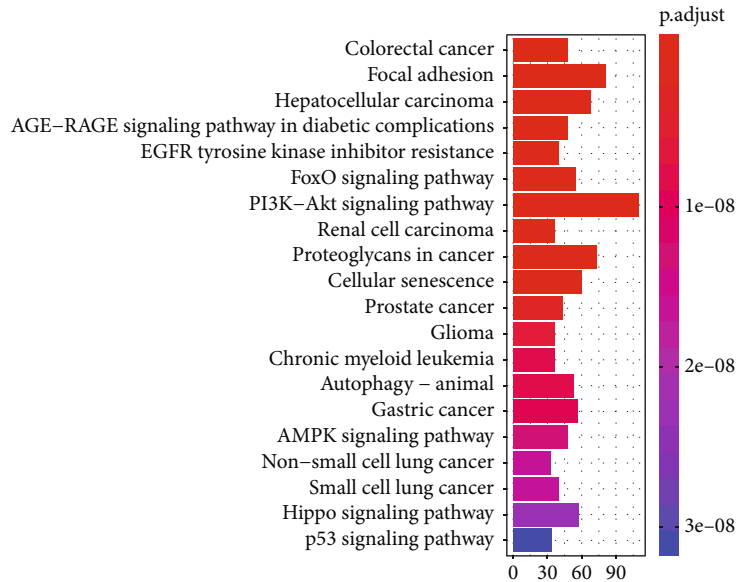 p.adjust
Colorectal cancer
Focal adhesion
Hepatocellular carcinoma
AGE−RAGE signaling pathway in diabetic complications
EGFR tyrosine kinase inhibitor resistance
FoxO signaling pathway
PI3K−Akt signaling pathway
Renal cell carcinoma
Proteoglycans in cancer
Cellular senescence
Prostate cancer
Glioma
Chronic myeloid leukemia
Autophagy − animal
Gastric cancer
AMPK signaling pathway
Non−small cell lung cancer
Small cell lung cancer
Hippo signaling pathway
p53 signaling pathway
0 30 60 90
1e−08
2e−08
3e−08